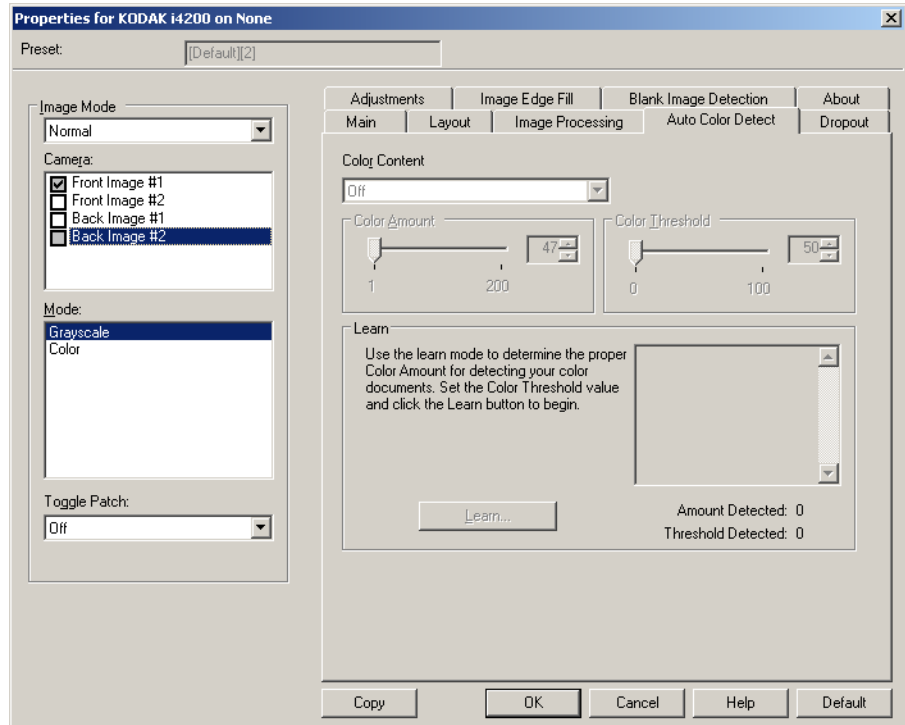 Properties for KODAK i4200 on None
Preset:
[Default][2]
Image Mode
Normal
Camera:
Front Image #1
Front Image #2
Back Image #1
Back Image #2
Mode:
Grayscale
Color
Toggle Patch:
Off
Adjustments
Image Edge Fill
Blank Image Detection
About
Main
Layout
Image Processing
Auto Color Detect
Dropout
Color Content
Off
Color Amount
47
1
200
Color Threshold
50
0
100
Learn
Use the learn mode to determine the proper
Color Amount for detecting your color
documents. Set the Color Threshold value
and click the Learn button to begin.
Learn...
Amount Detected: 0
Threshold Detected: 0
Copy
OK
Cancel
Help
Default